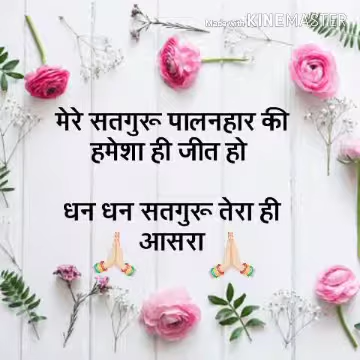 Made with KINEMASTER
मेरे सतगुरू पालनहार की
हमेशा ही जीत हो
धन धन सतगुरू तेरा ही
आसरा